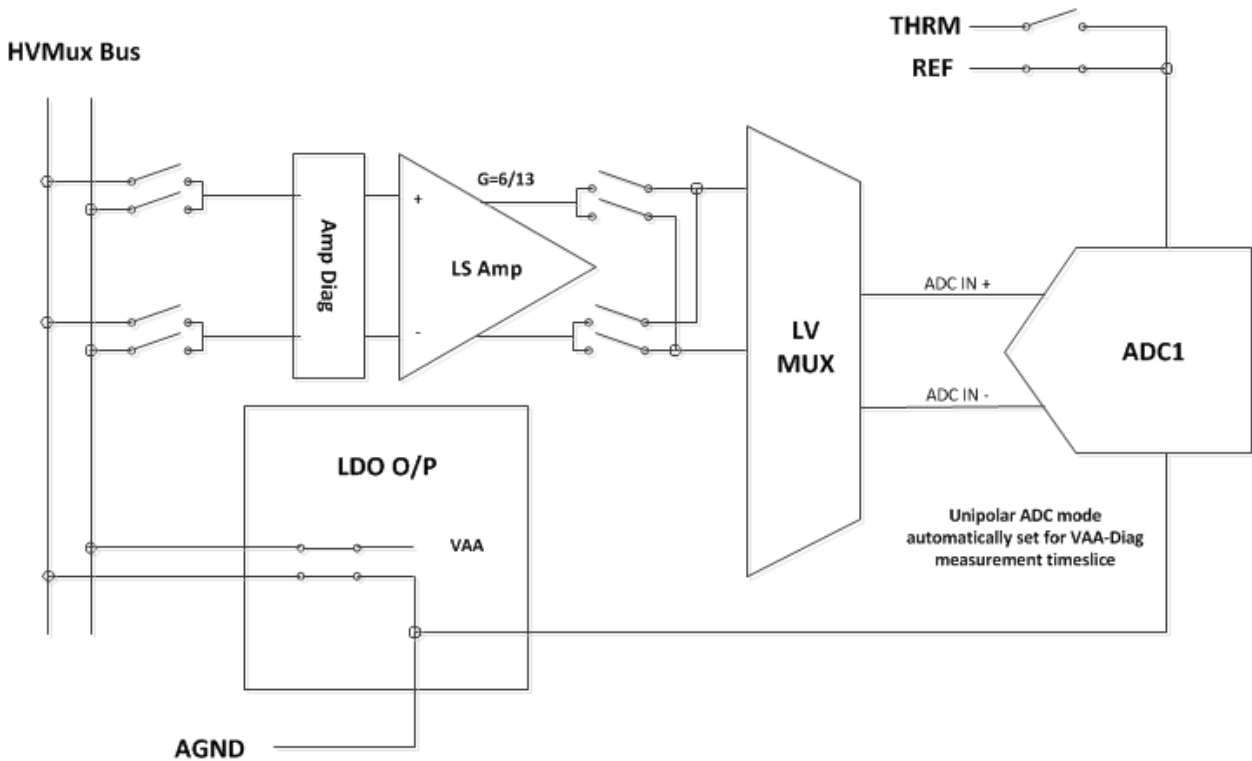 THRM
HVMux Bus
REF
G=6/13
+
Amp Diag
LS Amp
-
ADC IN +
LV
MUX
ADC1
ADC IN -
LDO O/P
VAA
Unipolar ADC mode
automatically set for VAA-Diag
measurement timeslice
AGND